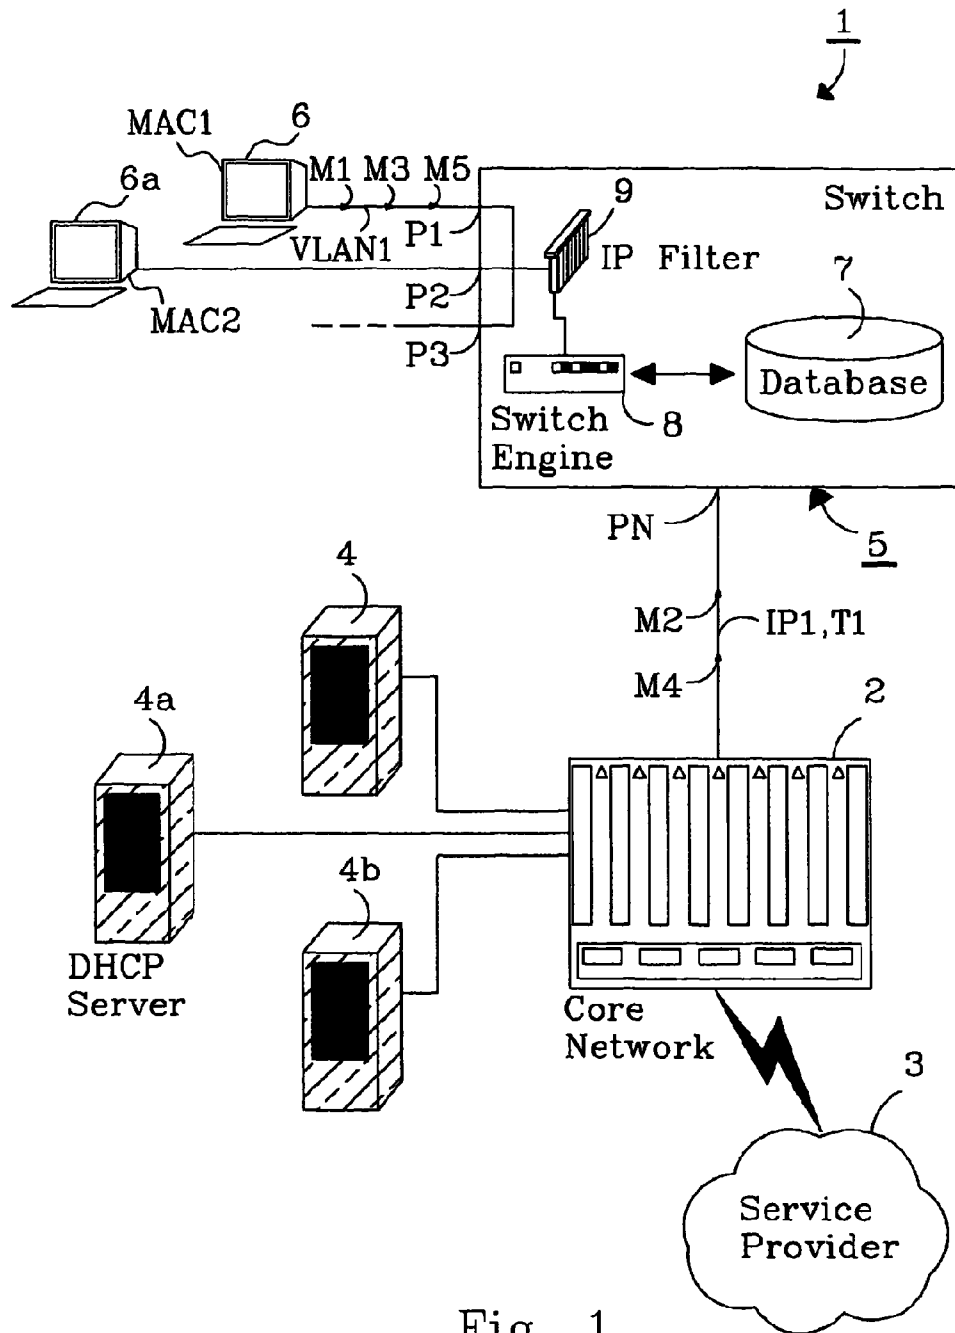 1
MAC1
6
6a
M1
M3
M5
9
Switch
P1
VLAN1
IP Filter
7
P2
MAC2
P3
Database
Switch
Engine
8
PN
5
4
M2
IP1,T1
M4
4a
2
4b
DHCP
Server
Core
Network
3
Service
Provider
Fig. 1